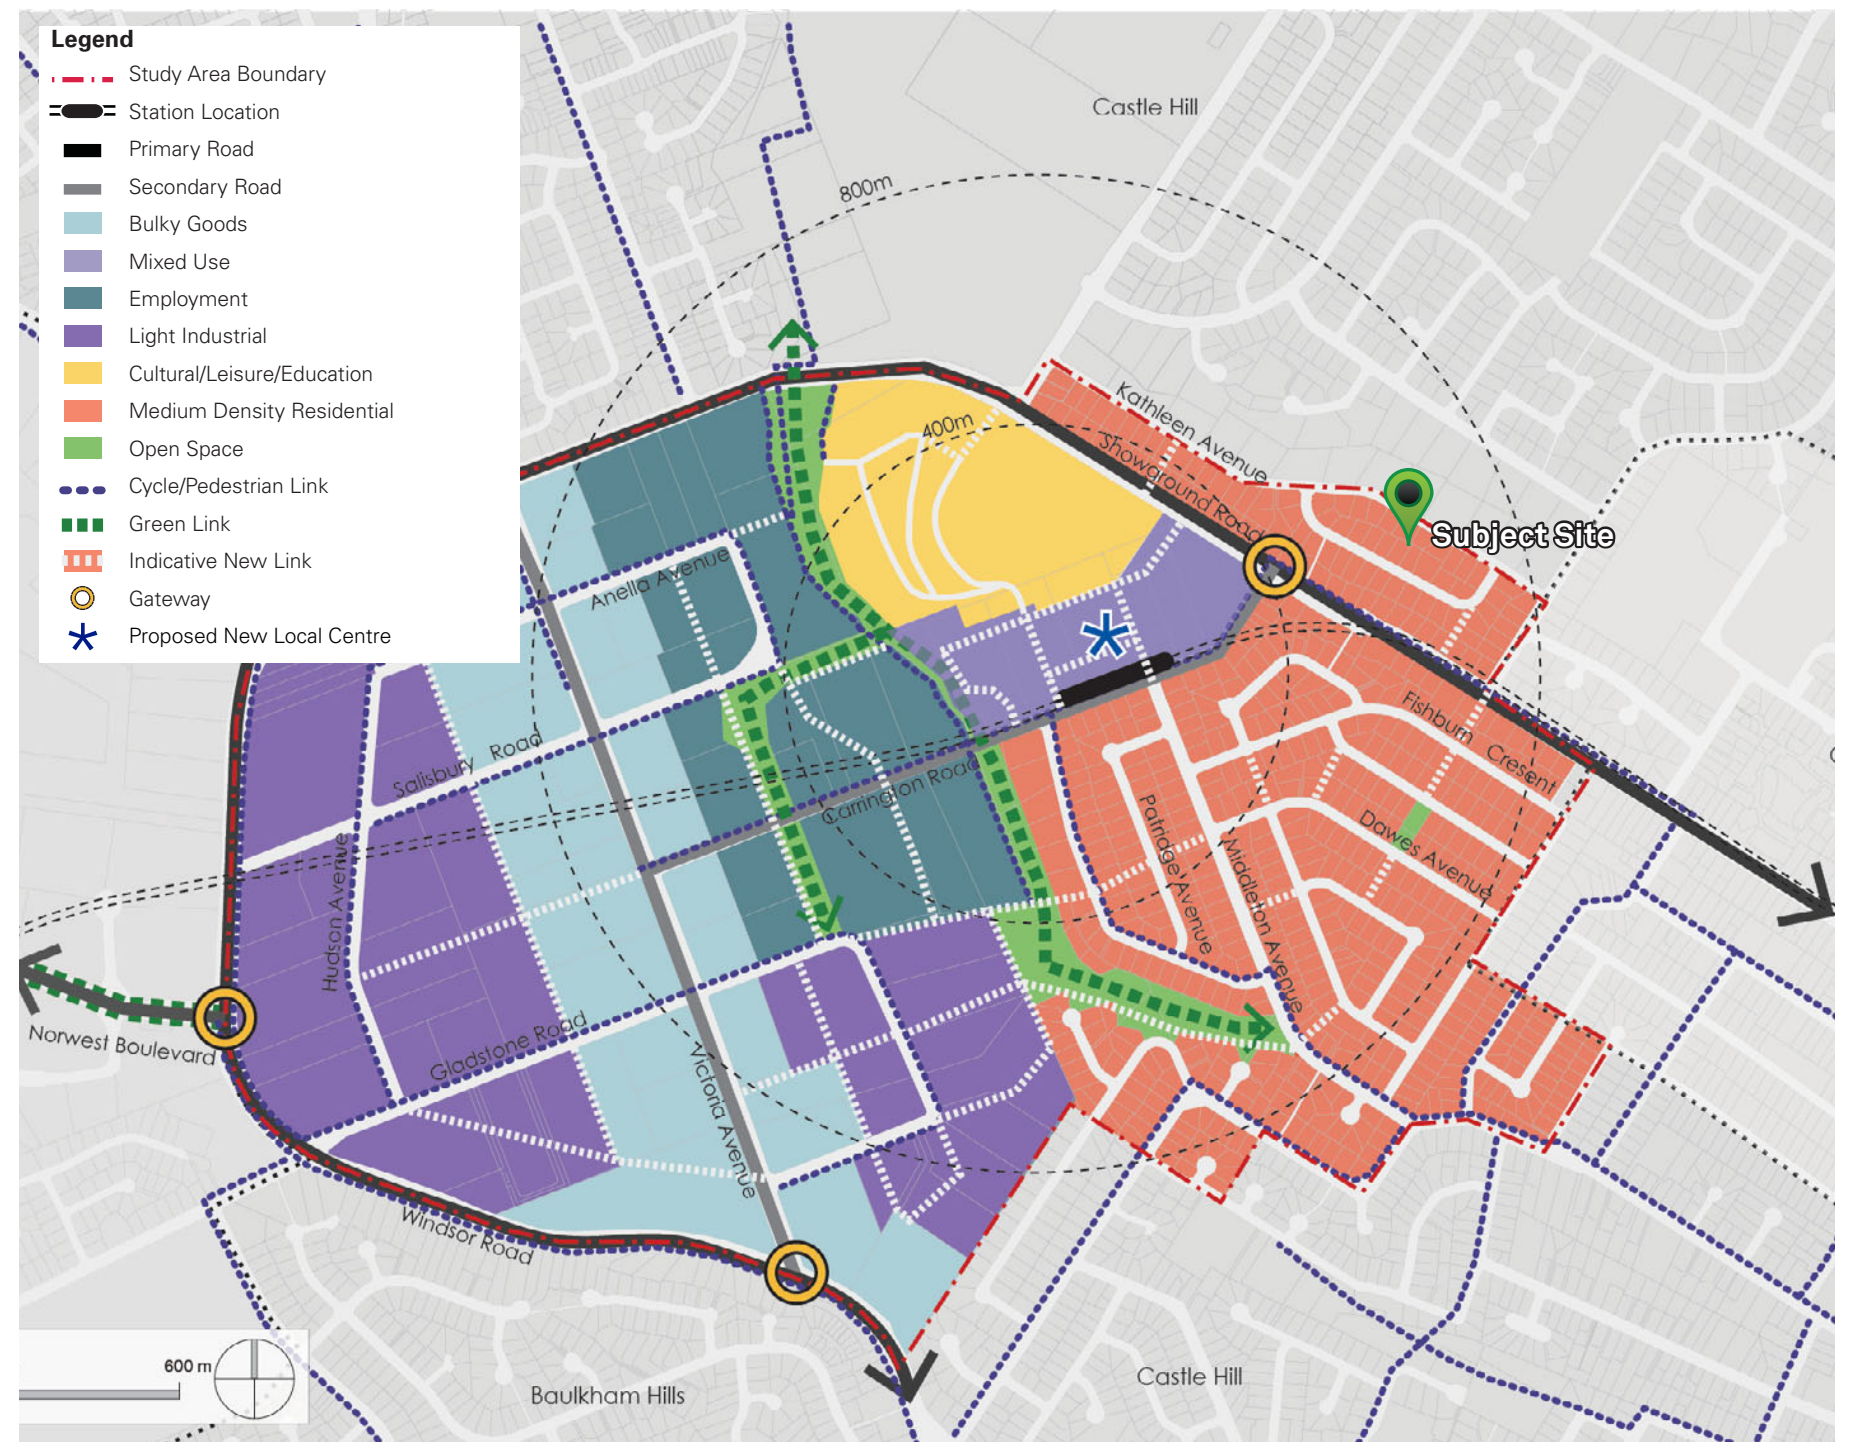 Legend
Study Area Boundary
Station Location
Primary Road
Secondary Road
Bulky Goods
Mixed Use
Employment
Light Industrial
Cultural/Leisure/Education
Medium Density Residential
Open Space
Cycle/Pedestrian Link
Green Link
Indicative New Link
Gateway
Proposed New Local Centre
Castle Hill
800m
400m
Kathleen Avenue
Showground Road
Subject Site
Anella Avenue
Salisbury Road
Carrington Road
Fishburn Cresent
Dawes Avenue
Patridge Avenue
Middleton Avenue
Hudson Avenue
Norwest Boulevard
Gladstone Road
Victoria Avenue
Windsor Road
600 m
Baulkham Hills
Castle Hill